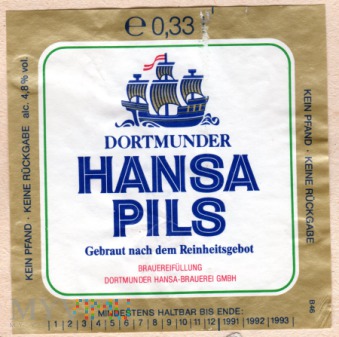 ℮ 0,33
DORTMUNDER
HANSA
PILS
Gebraut nach dem Reinheitsgebot
BRAUEREIFÜLLUNG
DORTMUNDER HANSA-BRAUEREI GMBH
MINDESTENS HALTBAR BIS ENDE:
| 1 | 2 | 3 | 4 | 5 | 6 | 7 | 8 | 9 | 10 | 11 | 12 | 1991 | 1992 | 1993 |
KEIN PFAND · KEINE RÜCKGABE alc. 4,8% vol.
KEIN PFAND · KEINE RÜCKGABE
B46